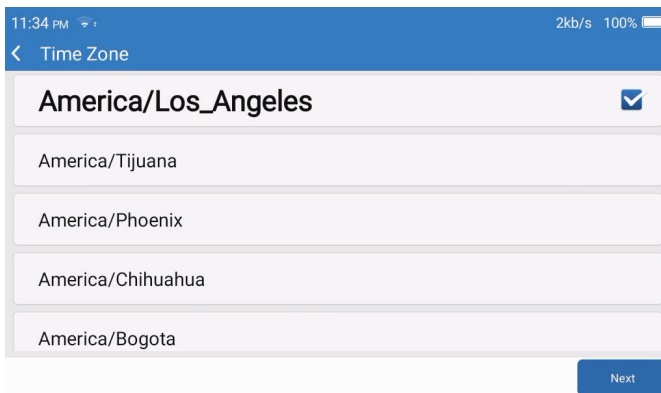 11:34 PM 2kb/s 100%
Time Zone
America/Los_Angeles
America/Tijuana
America/Phoenix
America/Chihuahua
America/Bogota
Next